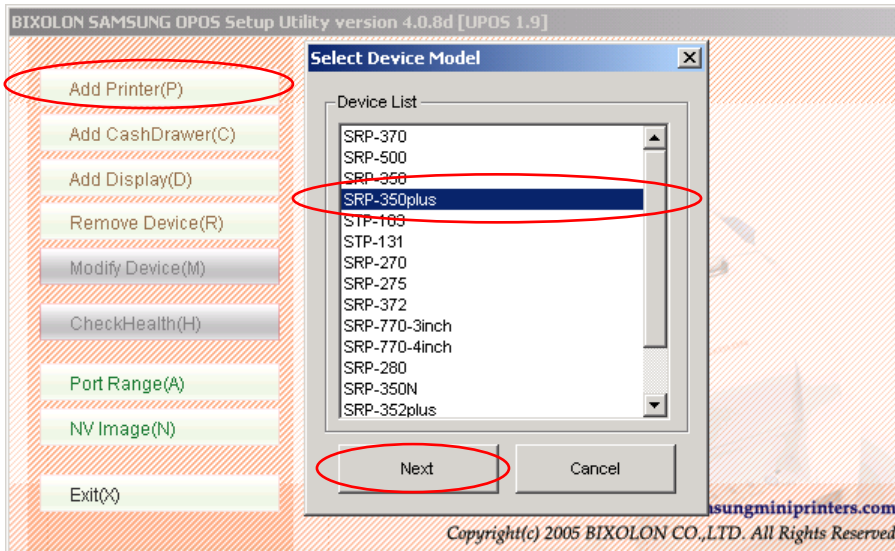 BIXOLON SAMSUNG OPOS Setup Utility version 4.0.8d [UPOS 1.9]
Add Printer(P)
Add CashDrawer(C)
Add Display(D)
Remove Device(R)
Modify Device(M)
CheckHealth(H)
Port Range(A)
NV Image(N)
Exit(X)
Select Device Model
Device List
SRP-370
SRP-500
SRP-350
SRP-350plus
STP-103
STP-131
SRP-270
SRP-275
SRP-372
SRP-770-3inch
SRP-770-4inch
SRP-280
SRP-350N
SRP-352plus
Next
Cancel
sungminiprinters.com
Copyright(c) 2005 BIXOLON CO.,LTD. All Rights Reserved